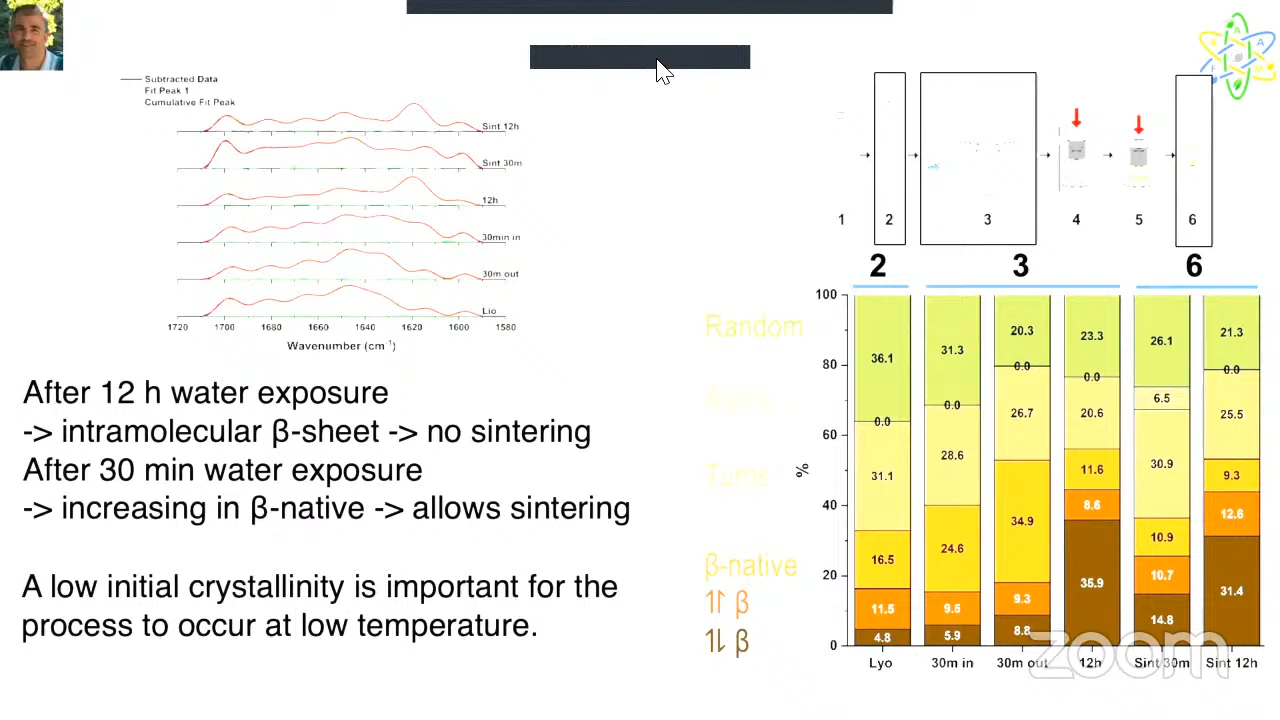 Subtracted Data
Fit Peak 1
Cumulative Fit Peak
Sint 12h
Sint 30m
12h
30min in
30m out
Lio
1720 1700 1680 1660 1640 1620 1600 1580
Wavenumber (cm⁻¹)
After 12 h water exposure
-> intramolecular β-sheet -> no sintering
After 30 min water exposure
-> increasing in β-native -> allows sintering
A low initial crystallinity is important for the
process to occur at low temperature.
1 2 3 4 5 6
2 3 6
Random
Turns
β-native
1↾ β
1⇂ β
%
100
80
60
40
20
0
36.1 0.0 31.1 16.5 11.5 4.8
31.3 0.0 28.6 24.6 9.6 5.9
20.3 0.0 26.7 34.9 9.3 8.8
23.3 0.0 20.6 11.6 8.6 35.9
26.1 6.5 30.9 10.9 10.7 14.8
21.3 0.0 25.5 9.3 12.6 31.4
Lyo 30m in 30m out 12h Sint 30m Sint 12h
zoom